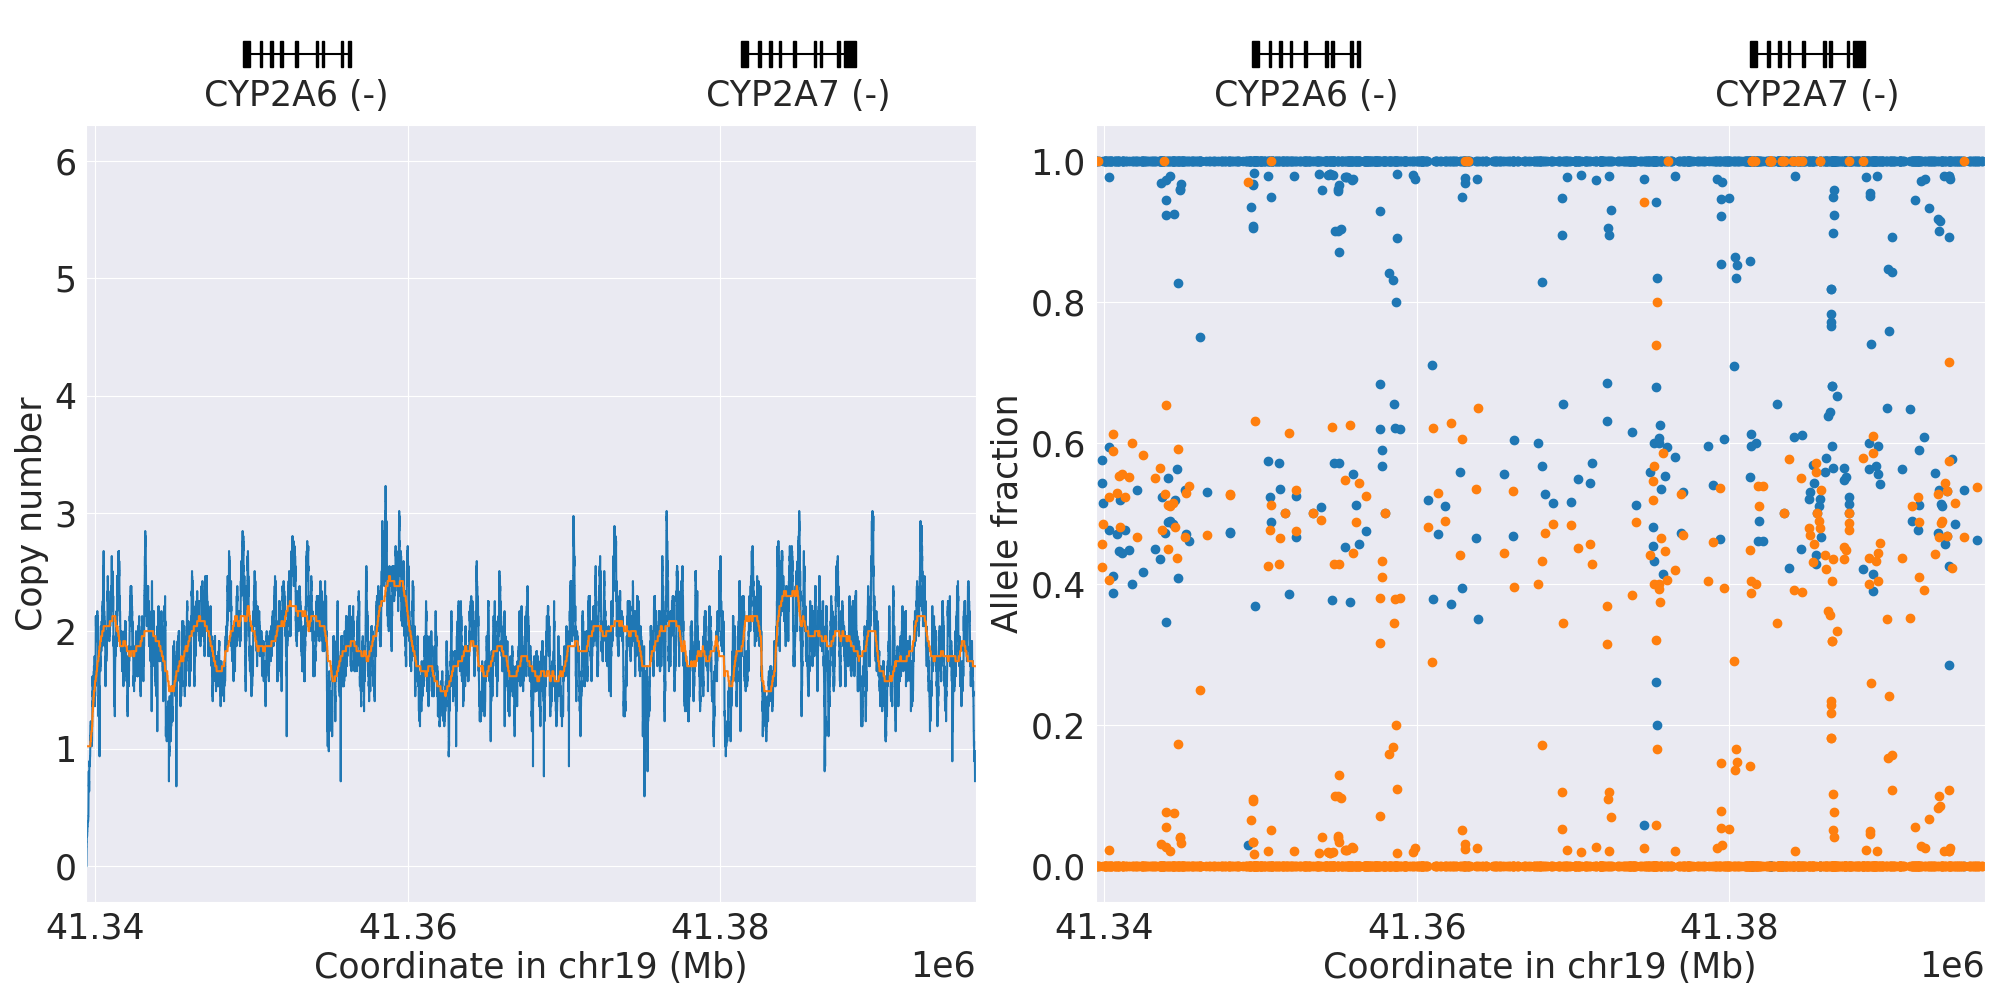 CYP2A6 (-)
CYP2A7 (-)
CYP2A6 (-)
CYP2A7 (-)
Copy number
6
5
4
3
2
1
0
41.34
41.36
41.38
Coordinate in chr19 (Mb)
1e6
Allele fraction
1.0
0.8
0.6
0.4
0.2
0.0
41.34
41.36
41.38
Coordinate in chr19 (Mb)
1e6